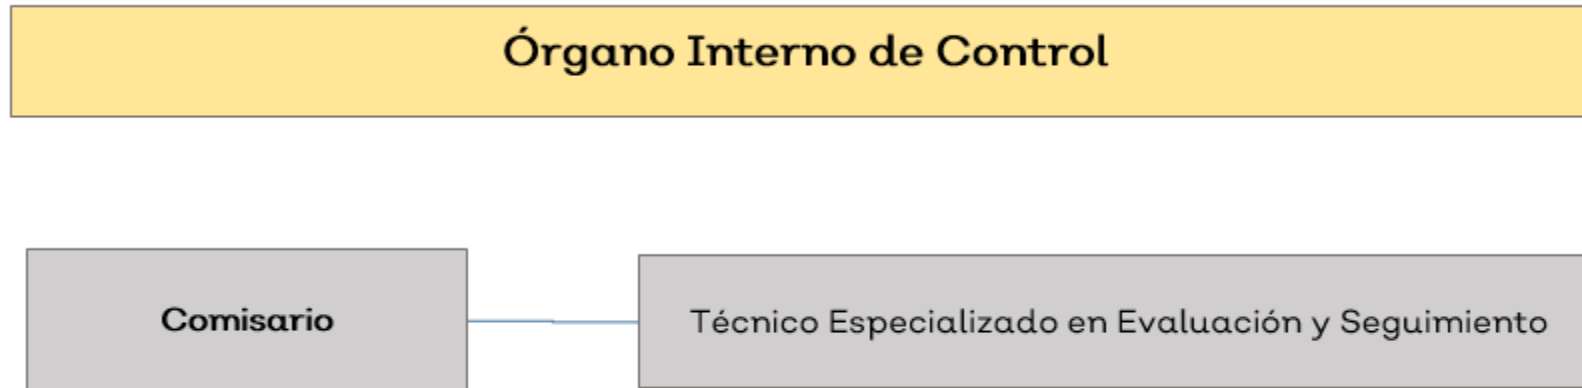 Órgano Interno de Control
Comisario
Técnico Especializado en Evaluación y Seguimiento